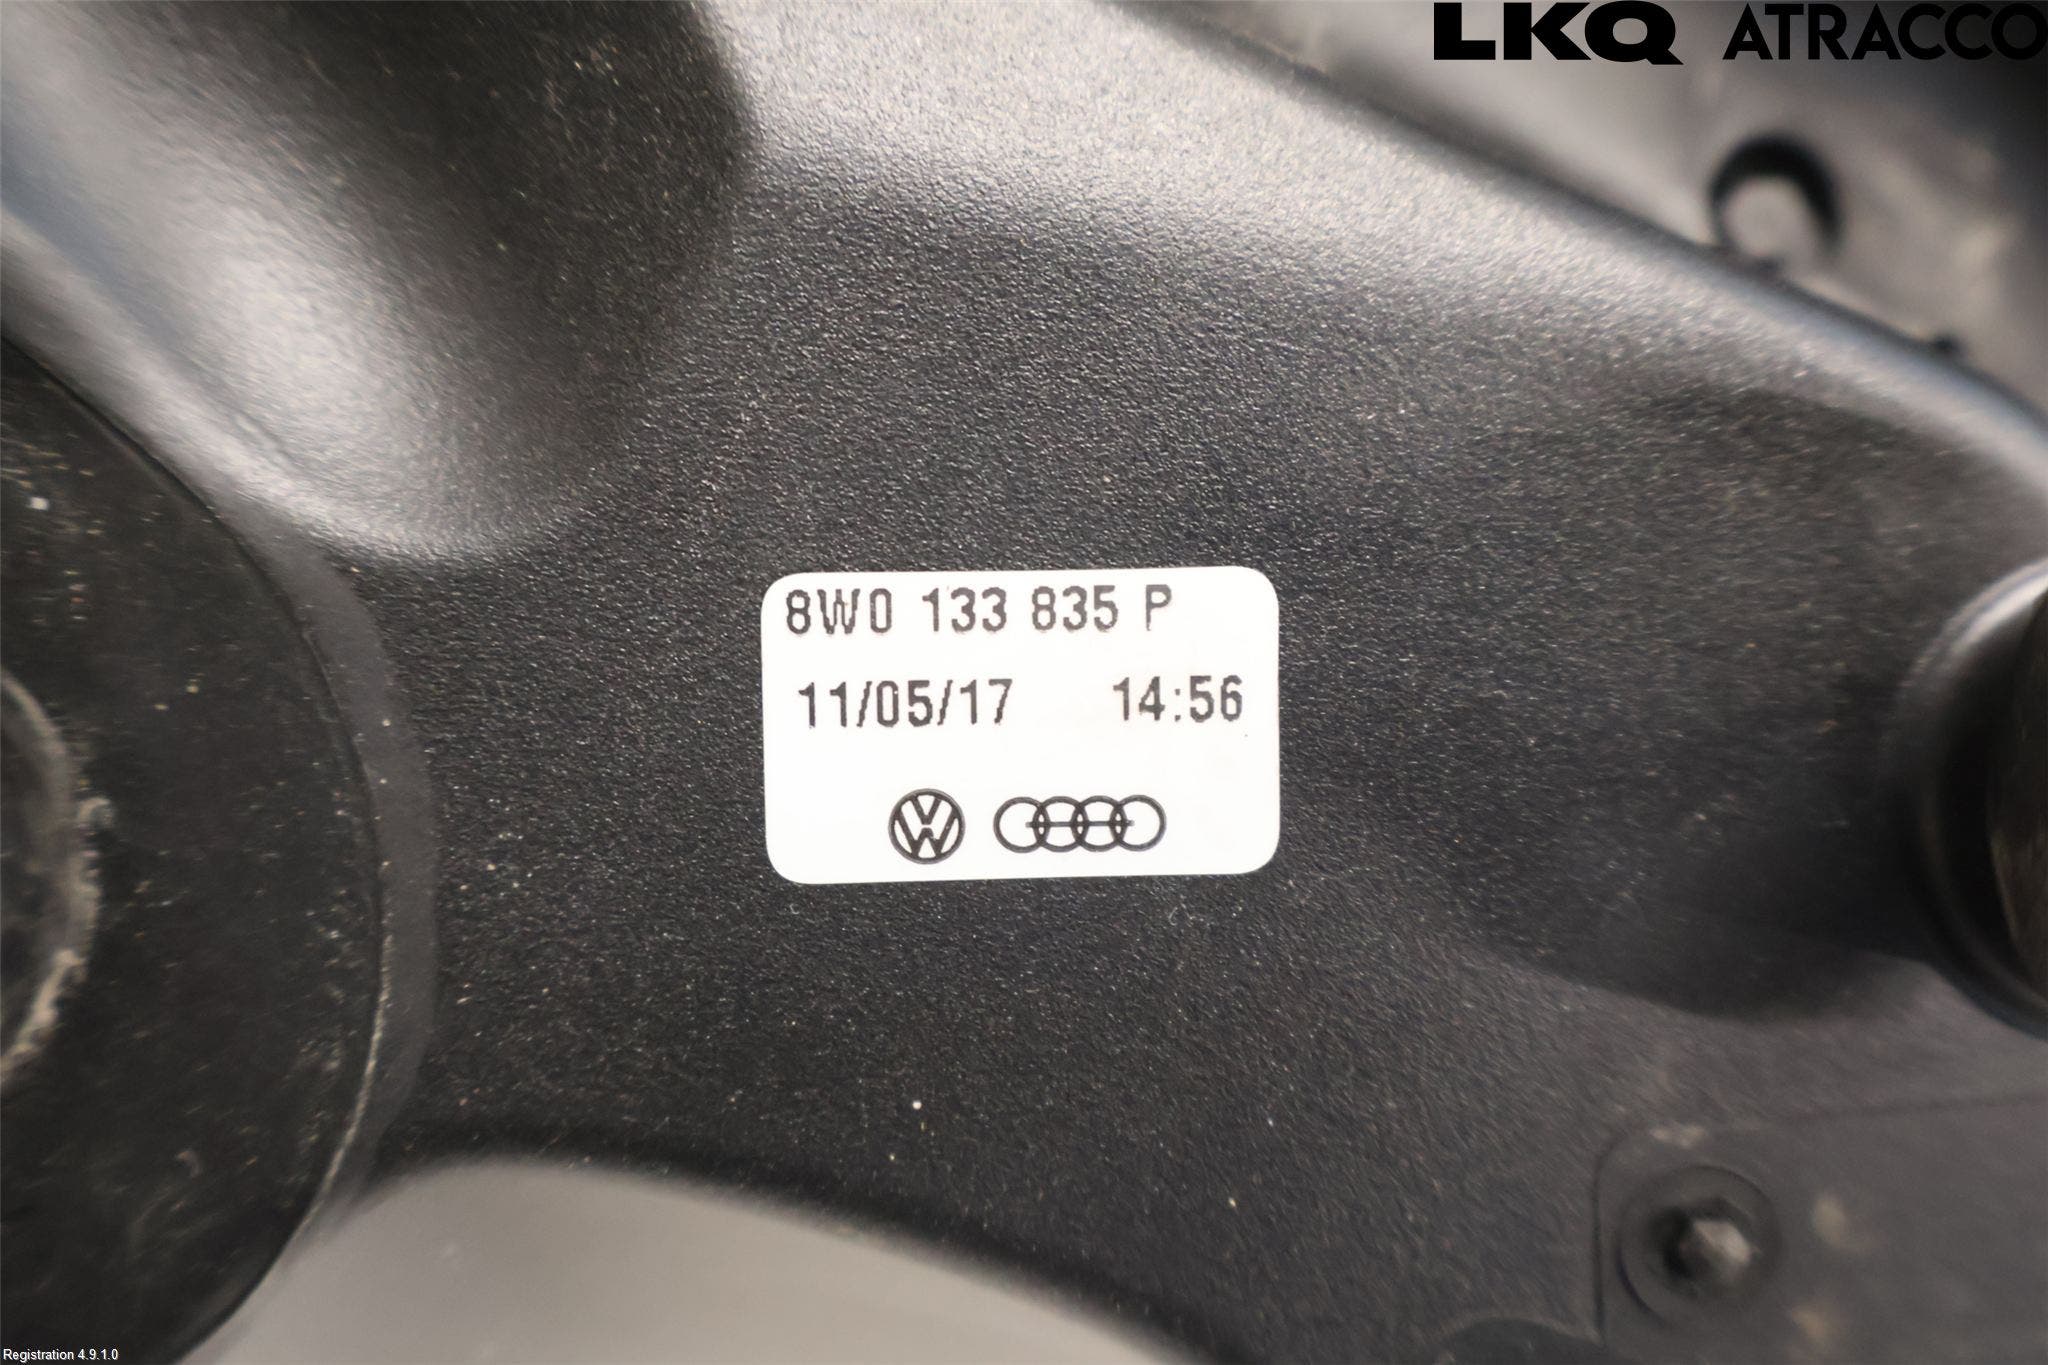 LKQ ATRACCO
8W0 133 835 P
11/05/17 14:56
Registration 4.9.1.0